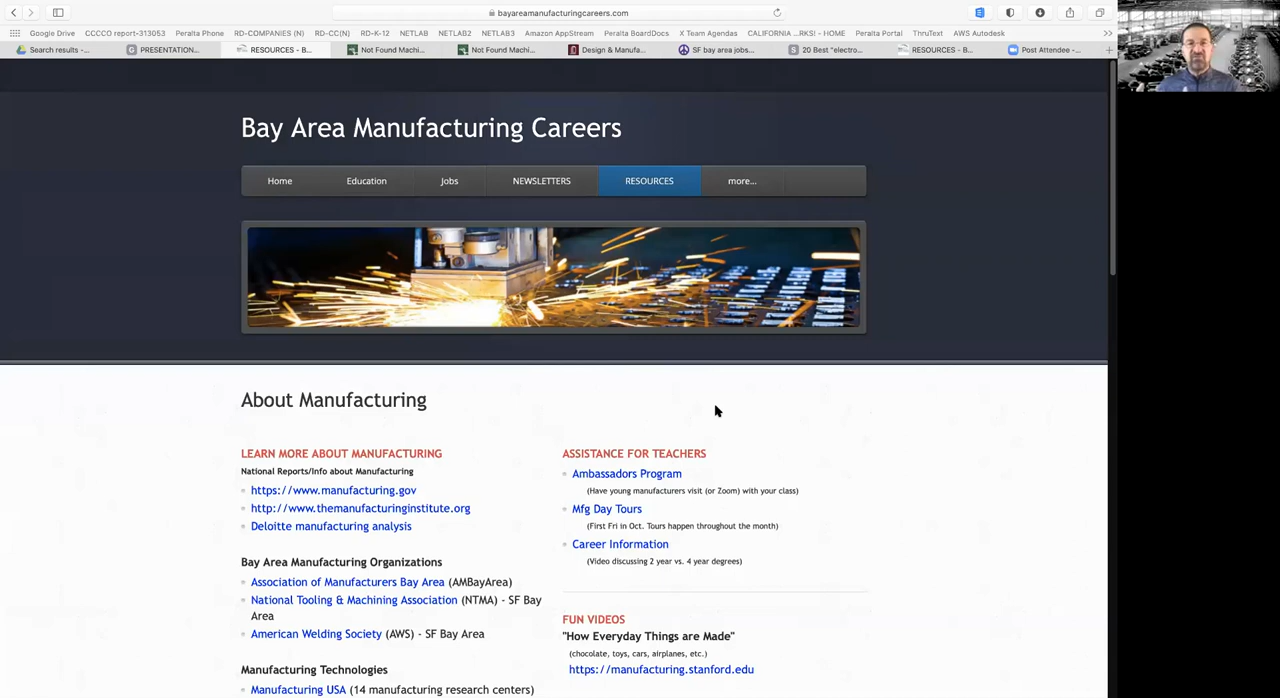 bayareamanufacturingcareers.com
Google Drive CCCCO report-313053 Peralta Phone RD-COMPANIES (N) RD-CC(N) RD-K-12 NETLAB NETLAB2 NETLAB3 Amazon AppStream Peralta BoardDocs X Team Agendas CALIFORNIA ...RKS! - HOME Peralta Portal ThruText AWS Autodesk
Search results -... PRESENTATION... RESOURCES - B... Not Found Machi... Not Found Machi... Design & Manufa... SF bay area jobs... 20 Best "electro... RESOURCES - B... Post Attendee -...
Bay Area Manufacturing Careers
Home Education Jobs NEWSLETTERS RESOURCES more...
About Manufacturing
LEARN MORE ABOUT MANUFACTURING
National Reports/Info about Manufacturing
https://www.manufacturing.gov
http://www.themanufacturinginstitute.org
Deloitte manufacturing analysis
Bay Area Manufacturing Organizations
Association of Manufacturers Bay Area (AMBayArea)
National Tooling & Machining Association (NTMA) - SF Bay
Area
American Welding Society (AWS) - SF Bay Area
Manufacturing Technologies
Manufacturing USA (14 manufacturing research centers)
ASSISTANCE FOR TEACHERS
Ambassadors Program
(Have young manufacturers visit (or Zoom) with your class)
Mfg Day Tours
(First Fri in Oct. Tours happen throughout the month)
Career Information
(Video discussing 2 year vs. 4 year degrees)
FUN VIDEOS
"How Everyday Things are Made"
(chocolate, toys, cars, airplanes, etc.)
https://manufacturing.stanford.edu